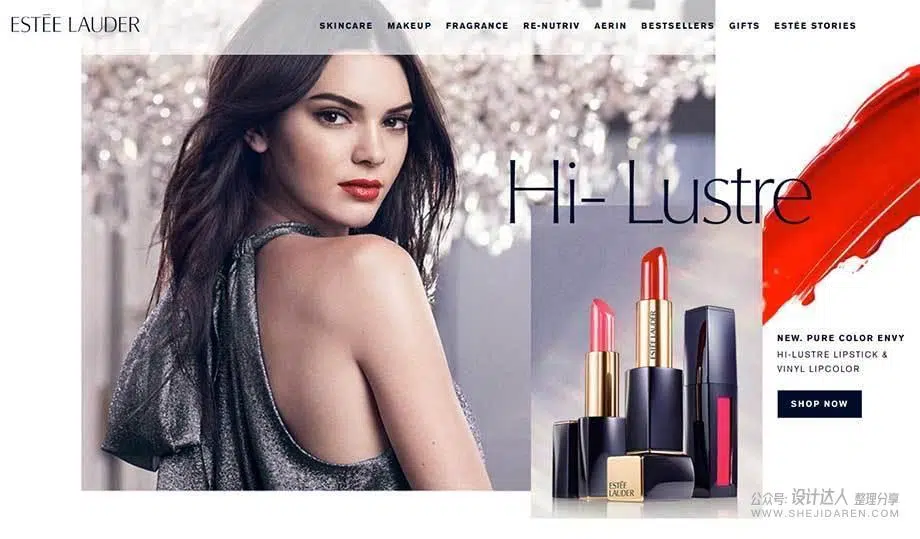 ESTĒE LAUDER
SKINCARE MAKEUP FRAGRANCE RE-NUTRIV AERIN BESTSELLERS GIFTS ESTÉE STORIES
Hi- Lustre
ESTĒE LAUDER
NEW. PURE COLOR ENVY
HI-LUSTRE LIPSTICK &
VINYL LIPCOLOR
SHOP NOW
ESTĒE
LAUDER
公众号: 设计达人 整理分享
WWW.SHEJIDAREN.COM